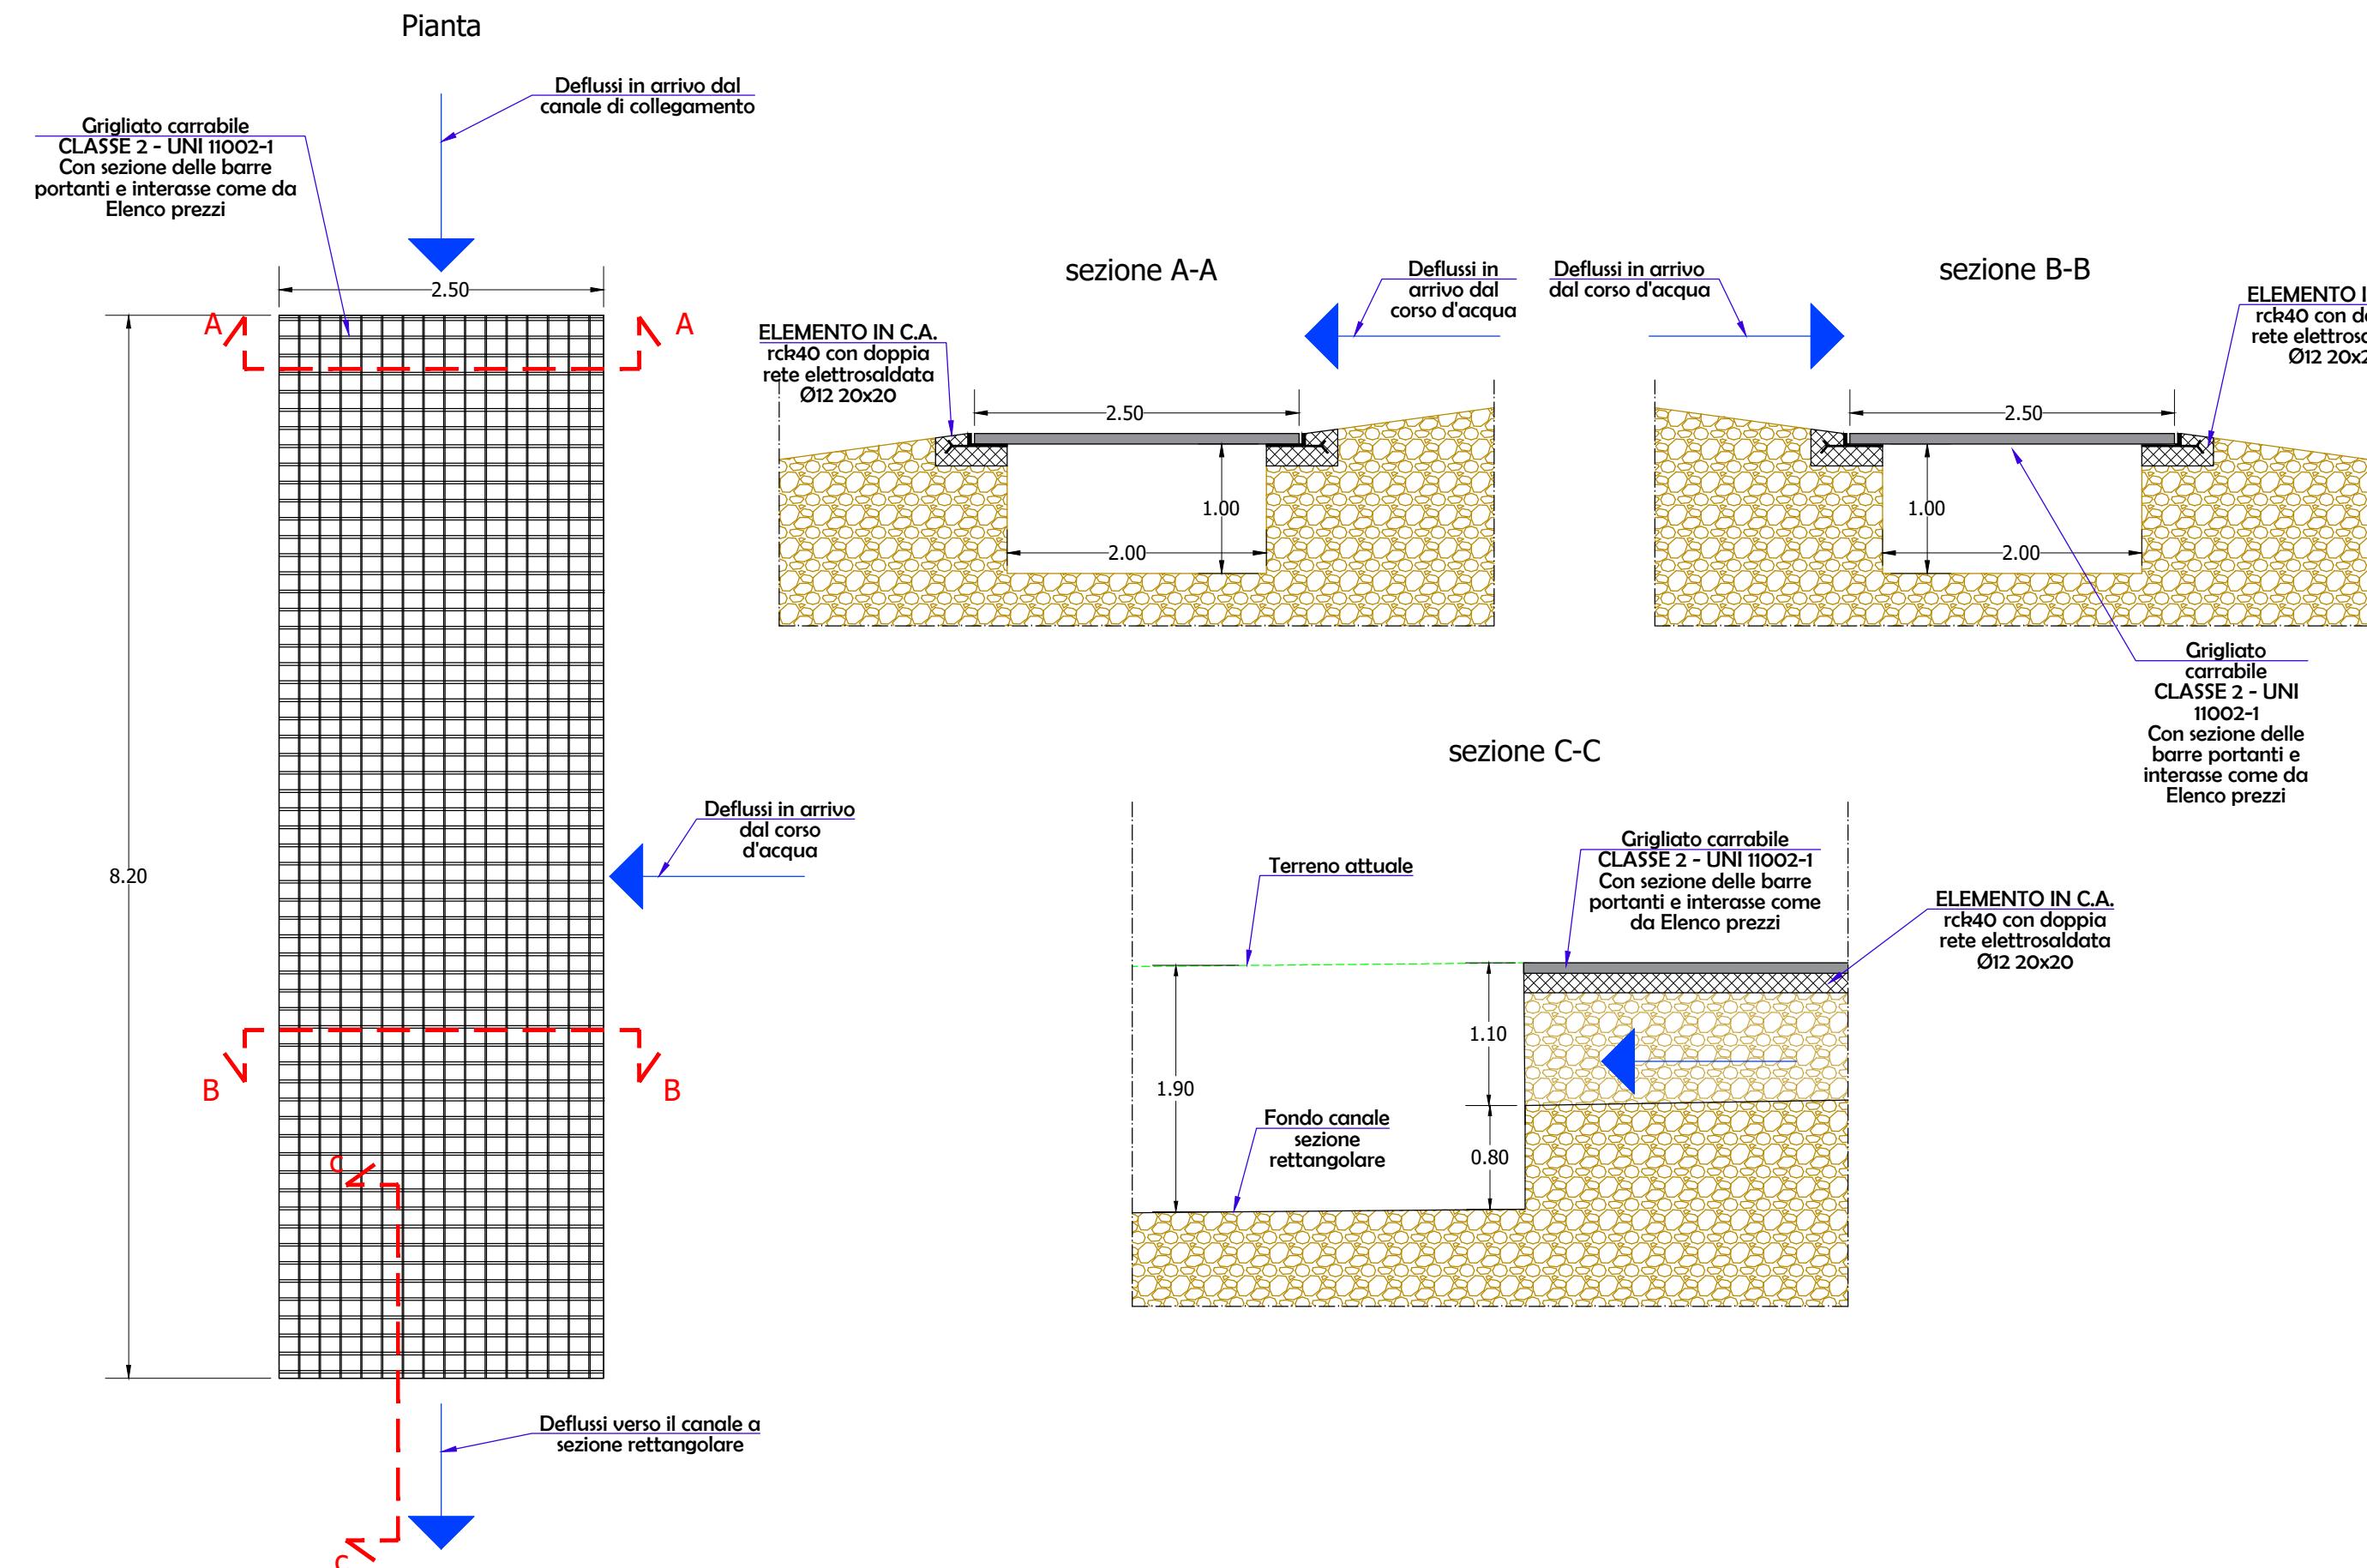 Pianta
Deflussi in arrivo dal
canale di collegamento
Grigliato carrabile
CLASSE 2 - UNI 11002-1
Con sezione delle barre
portanti e interasse come da
Elenco prezzi
2.50
A
A
8.20
Deflussi in arrivo
dal corso
d'acqua
B
B
c
c
Deflussi verso il canale a
sezione rettangolare
sezione A-A
Deflussi in
arrivo dal
corso d'acqua
ELEMENTO IN C.A.
rck40 con doppia
rete elettrosaldata
Ø12 20x20
2.50
1.00
2.00
sezione B-B
Deflussi in arrivo
dal corso d'acqua
ELEMENTO
rck40 con
rete
Ø12
2.50
1.00
2.00
Grigliato
carrabile
CLASSE 2 - UNI
11002-1
Con sezione delle
barre portanti e
interasse come da
Elenco prezzi
sezione C-C
Terreno attuale
Grigliato carrabile
CLASSE 2 - UNI 11002-1
Con sezione delle barre
portanti e interasse come
da Elenco prezzi
ELEMENTO IN C.A.
rck40 con doppia
rete elettrosaldata
Ø12 20x20
1.10
1.90
0.80
Fondo canale
sezione
rettangolare